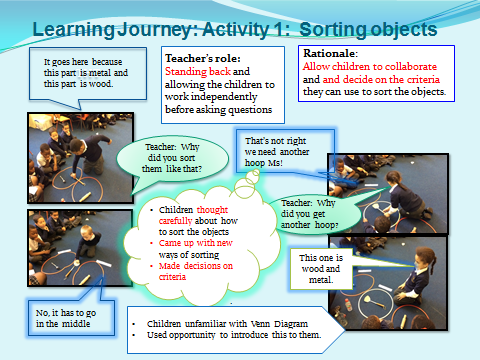 Learning Journey: Activity 1:  Sorting objects
It goes here because
this part is metal and
this part is wood.
Teacher's role:
Standing back and
allowing the children to
work independently
before asking questions
Rationale:
Allow children to collaborate
and and decide on the criteria
they can use to sort the objects.
Teacher:  Why
did you sort
them like that?
That's not right
we need another
hoop Ms!
Teacher: Why
did you get
another hoop?
• Children thought
carefully about how
to sort the objects
• Came up with new
ways of sorting
• Made decisions on
criteria
This one is
wood and
metal.
No, it has to go
in the middle
• Children unfamiliar with Venn Diagram
• Used opportunity to introduce this to them.